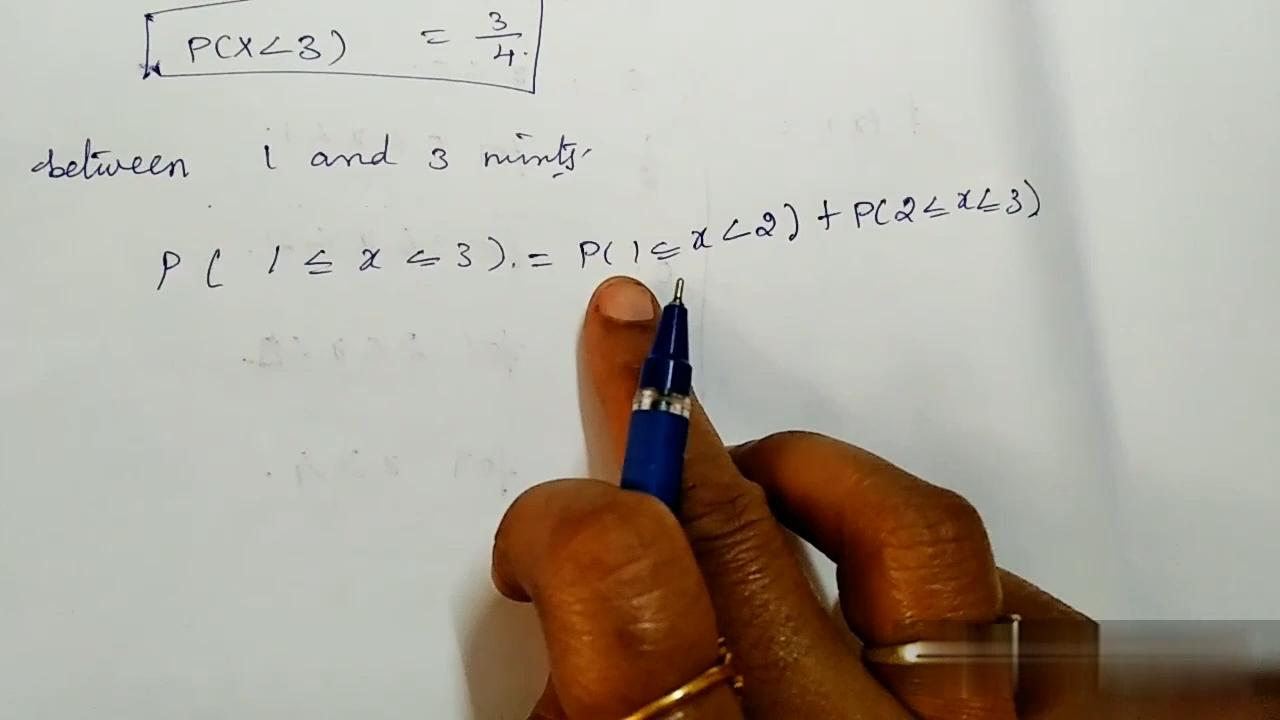 P(X<3) = 3/4.
between 1 and 3 mints.
P( 1 ≤ x ≤ 3). = P(1 ≤ x < 2) + P(2 ≤ x ≤ 3)